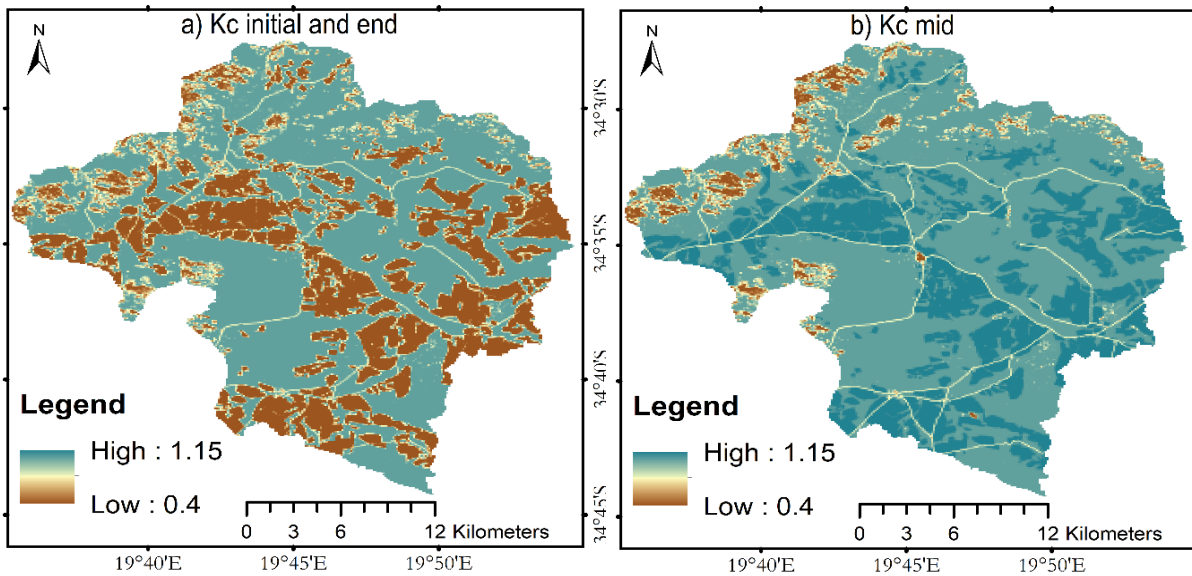 a) Kc initial and end
N
Legend
High : 1.15
Low : 0.4
0 3 6 12 Kilometers
19°40'E 19°45'E 19°50'E
34°30'S
34°35'S
34°40'S
34°45'S
b) Kc mid
N
Legend
High : 1.15
Low : 0.4
0 3 6 12 Kilometers
19°40'E 19°45'E 19°50'E